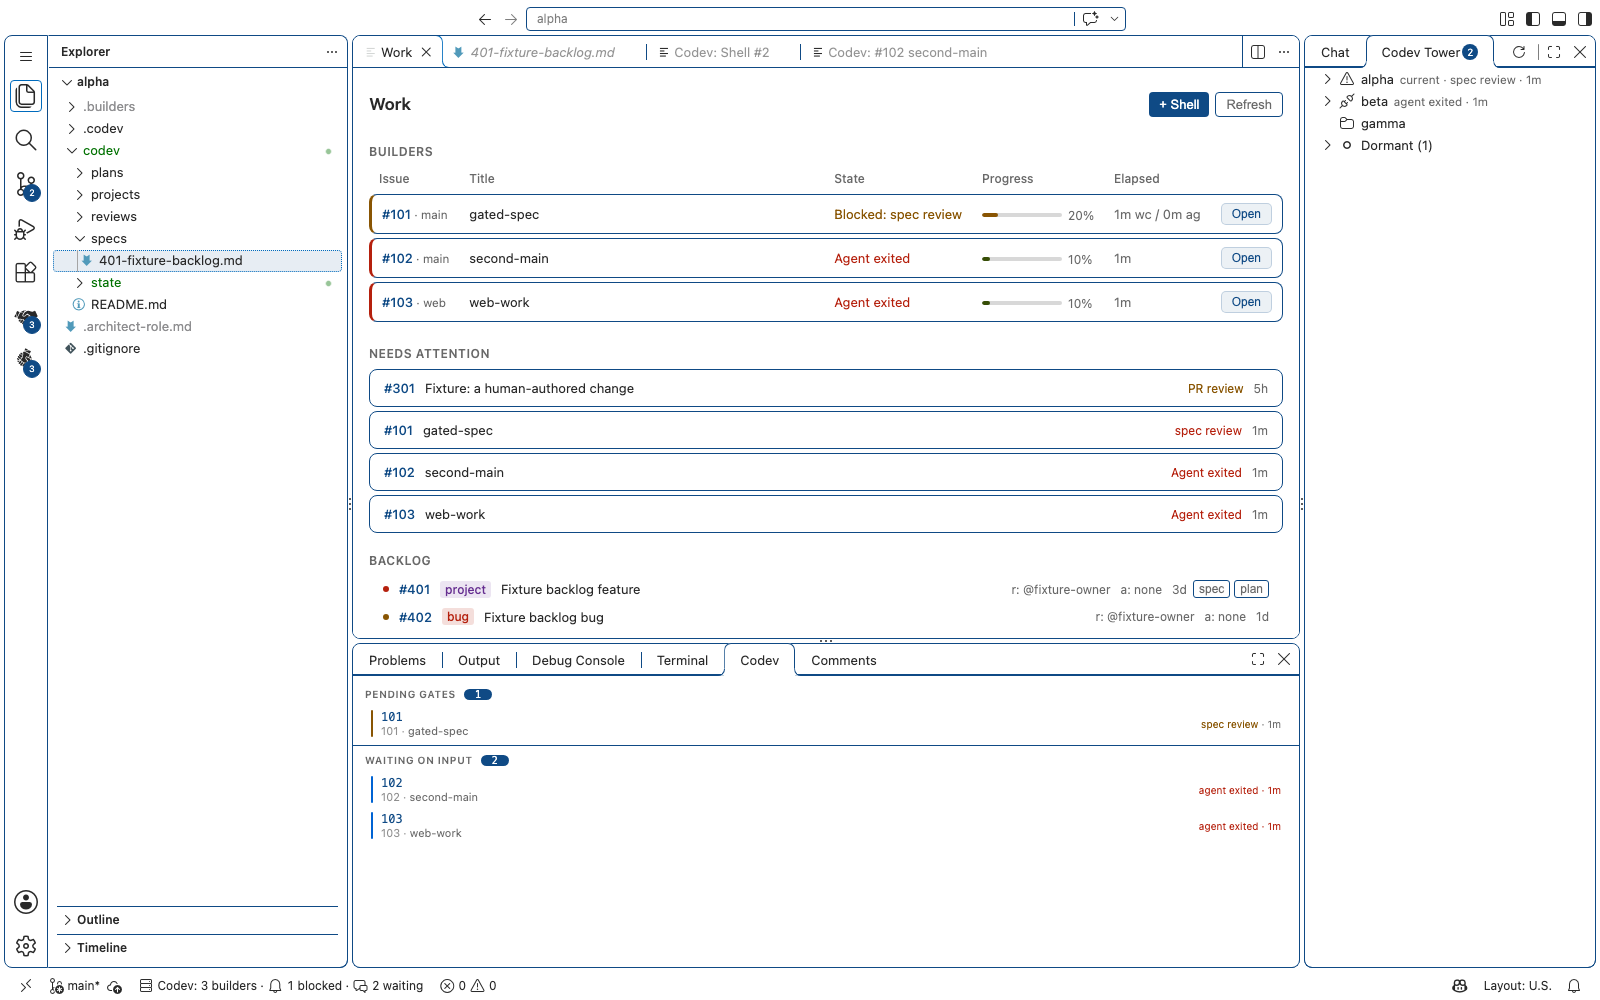 alpha
Explorer
alpha
.builders
.codev
codev
plans
projects
reviews
specs
401-fixture-backlog.md
state
README.md
.architect-role.md
.gitignore
Outline
Timeline
2
3
3
Work
401-fixture-backlog.md
Codev: Shell #2
Codev: #102 second-main
Work
+ Shell
Refresh
BUILDERS
Issue Title State Progress Elapsed
#101 · main gated-spec Blocked: spec review 20% 1m wc / 0m ag Open
#102 · main second-main Agent exited 10% 1m Open
#103 · web web-work Agent exited 10% 1m Open
NEEDS ATTENTION
#301 Fixture: a human-authored change PR review 5h
#101 gated-spec spec review 1m
#102 second-main Agent exited 1m
#103 web-work Agent exited 1m
BACKLOG
#401 project Fixture backlog feature r: @fixture-owner a: none 3d spec plan
#402 bug Fixture backlog bug r: @fixture-owner a: none 1d
Problems Output Debug Console Terminal Codev Comments
PENDING GATES 1
101
101 · gated-spec spec review · 1m
WAITING ON INPUT 2
102
102 · second-main agent exited · 1m
103
103 · web-work agent exited · 1m
Chat Codev Tower 2
alpha current · spec review · 1m
beta agent exited · 1m
gamma
Dormant (1)
main* Codev: 3 builders · 1 blocked · 2 waiting 0 0 Layout: U.S.